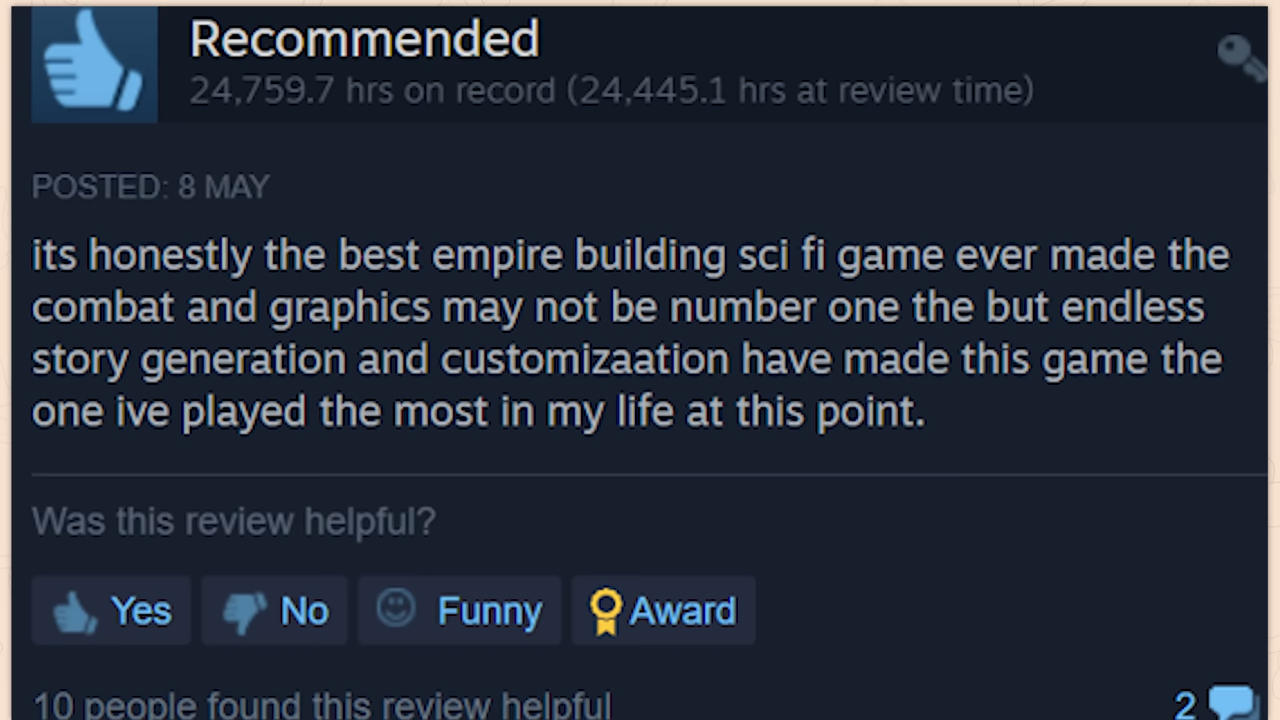 Recommended
24,759.7 hrs on record (24,445.1 hrs at review time)
POSTED: 8 MAY
its honestly the best empire building sci fi game ever made the
combat and graphics may not be number one the but endless
story generation and customizaation have made this game the
one ive played the most in my life at this point.
Was this review helpful?
Yes No Funny Award
10 people found this review helpful 2